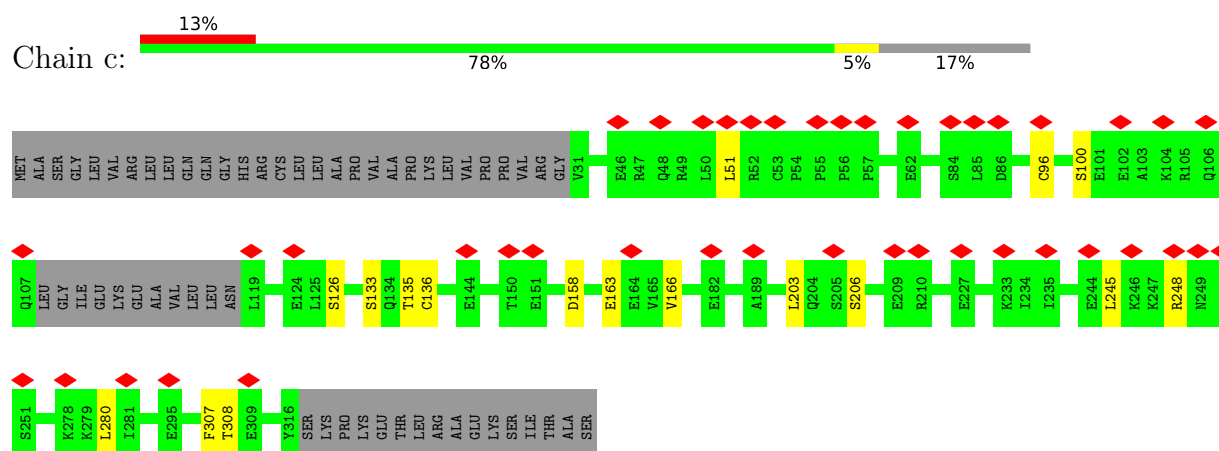 13%
Chain c:
78% 5% 17%
MET ALA SER GLY LEU VAL ARG LEU LEU GLN GLN GLY HIS ARG CYS LEU LEU ALA PRO VAL ALA PRO LYS LEU VAL PRO PRO VAL ARG GLY V31 E46 R47 Q48 R49 L50 L51 R52 C53 P54 P55 P56 P57 E62 S84 L85 D86 C96 S100 E101 E102 A103 K104 R105 Q106
Q107 LEU GLY ILE GLU LYS GLU ALA VAL LEU LEU ASN L119 E124 L125 S126 S133 Q134 T135 C136 E144 T150 E151 D158 E163 E164 V165 V166 E182 A189 L203 Q204 S205 S206 E209 R210 E227 K233 I234 I235 E244 L245 K246 K247 R248 N249
S251 K278 K279 L280 I281 E295 F307 T308 E309 Y316 SER LYS PRO LYS GLU THR LEU ARG ALA GLU LYS SER ILE THR ALA SER